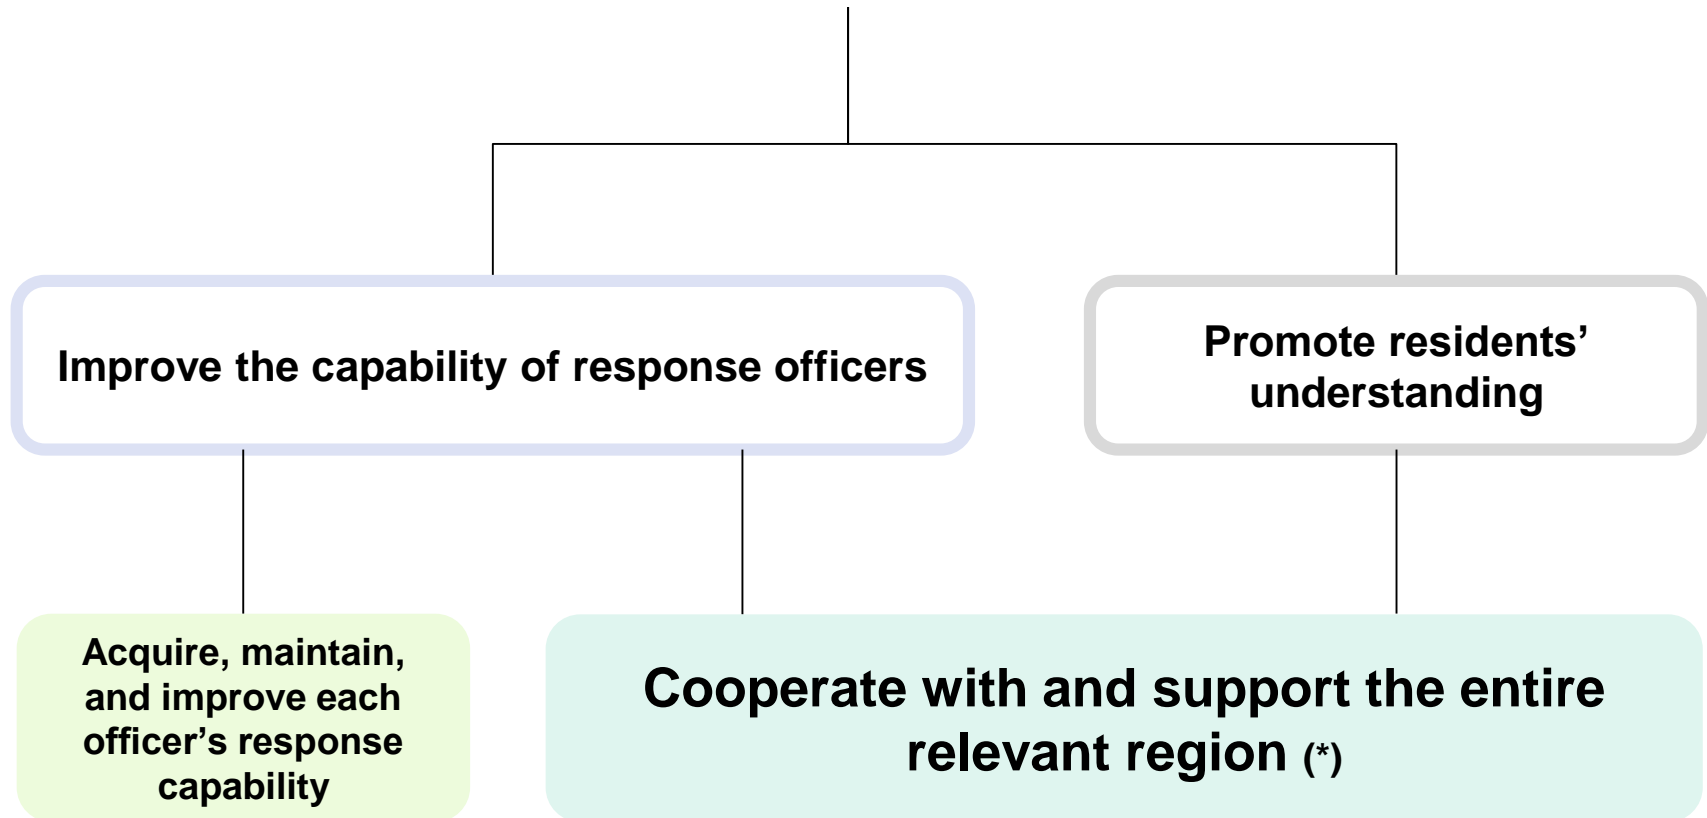 Improve the capability of response officers
Promote residents’
understanding
Acquire, maintain,
and improve each
officer’s response
capability
Cooperate with and support the entire
relevant region (*)